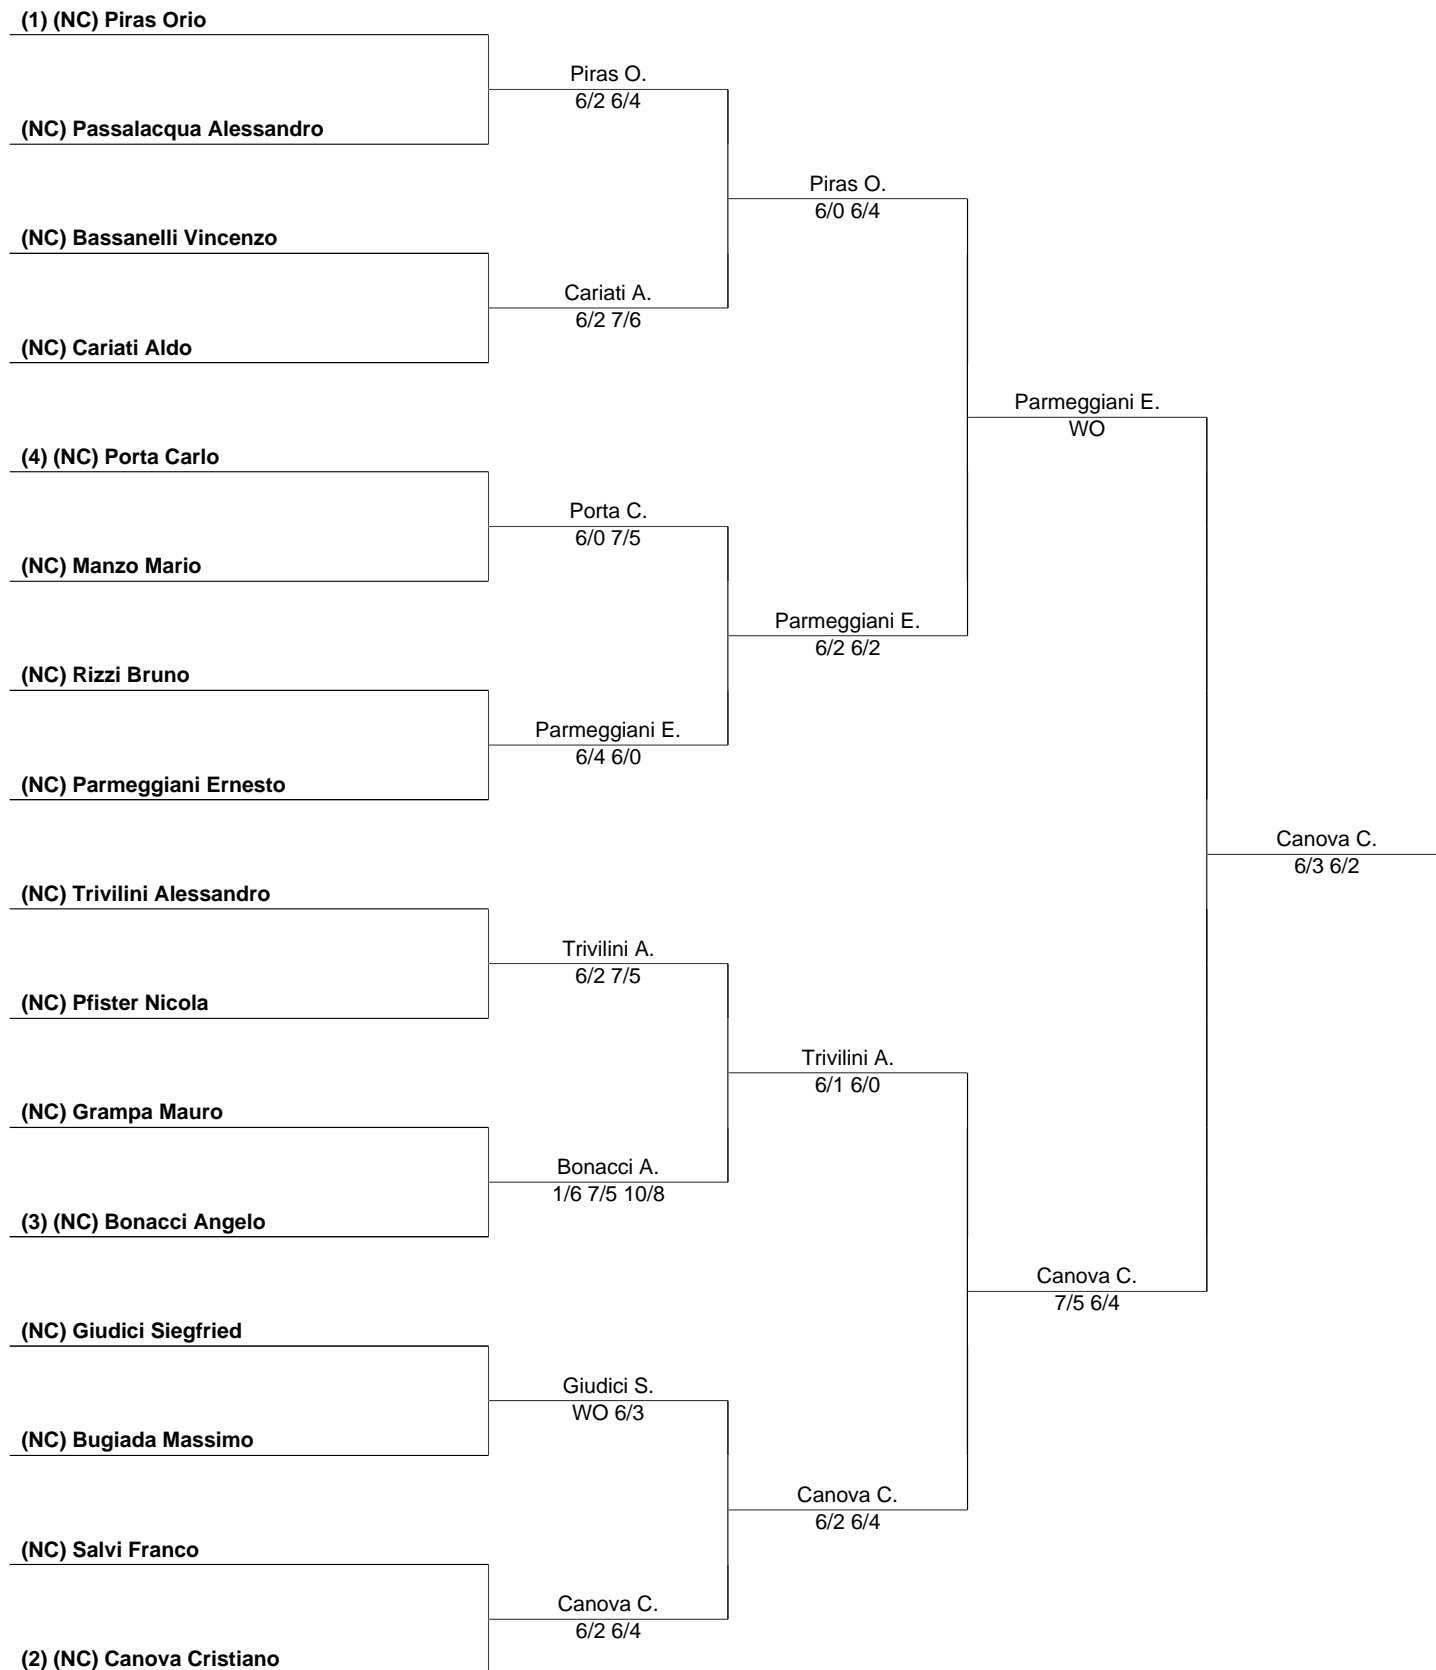 (1) (NC) Piras Orio
Piras O.
6/2 6/4
(NC) Passalacqua Alessandro
Piras O.
6/0 6/4
(NC) Bassanelli Vincenzo
Cariati A.
6/2 7/6
(NC) Cariati Aldo
Parmeggiani E.
WO
(4) (NC) Porta Carlo
Porta C.
6/0 7/5
(NC) Manzo Mario
Parmeggiani E.
6/2 6/2
(NC) Rizzi Bruno
Parmeggiani E.
6/4 6/0
(NC) Parmeggiani Ernesto
Canova C.
6/3 6/2
(NC) Trivilini Alessandro
Trivilini A.
6/2 7/5
(NC) Pfister Nicola
Trivilini A.
6/1 6/0
(NC) Grampa Mauro
Bonacci A.
1/6 7/5 10/8
(3) (NC) Bonacci Angelo
Canova C.
7/5 6/4
(NC) Giudici Siegfried
Giudici S.
WO 6/3
(NC) Bugiada Massimo
Canova C.
6/2 6/4
(NC) Salvi Franco
Canova C.
6/2 6/4
(2) (NC) Canova Cristiano